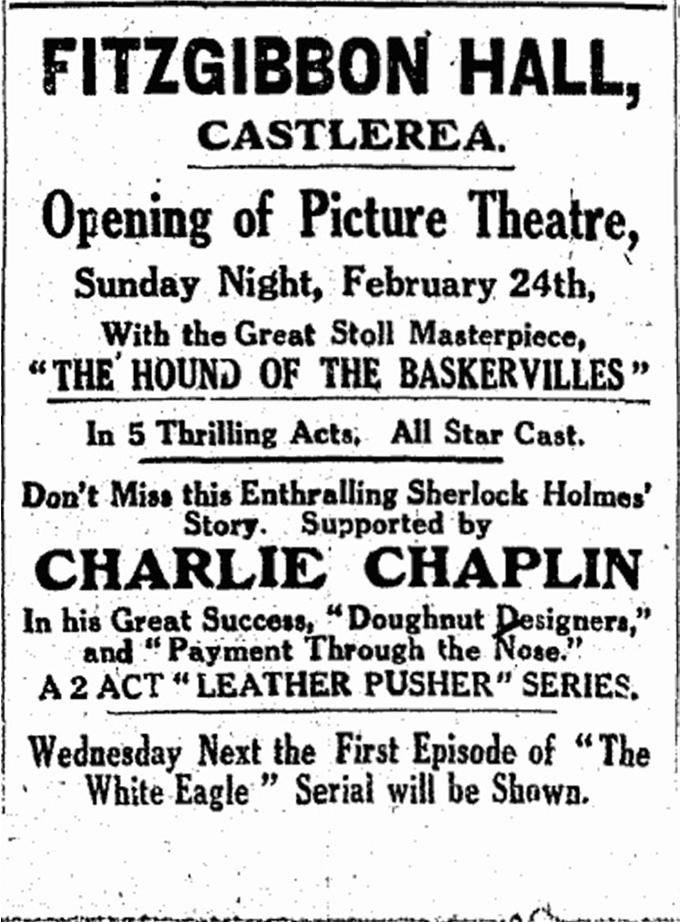 FITZGIBBON HALL,
CASTLEREA.
Opening of Picture Theatre,
Sunday Night, February 24th,
With the Great Stoll Masterpiece,
"THE HOUND OF THE BASKERVILLES"
In 5 Thrilling Acts. All Star Cast.
Don't Miss this Enthralling Sherlock Holmes'
Story. Supported by
CHARLIE CHAPLIN
In his Great Success, "Doughnut Designers,"
and "Payment Through the Nose."
A 2 ACT "LEATHER PUSHER" SERIES.
Wednesday Next the First Episode of "The
White Eagle" Serial will be Shown.